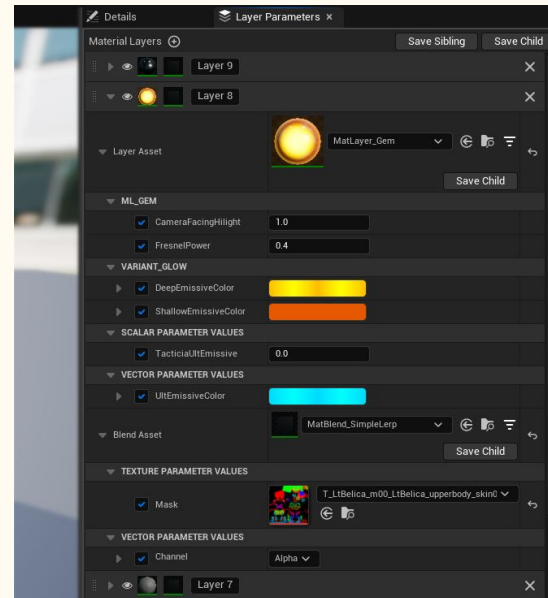 Details
Layer Parameters ×
Material Layers
Save Sibling
Save Child
Layer 9
Layer 8
Layer Asset
MatLayer_Gem
Save Child
ML_GEM
CameraFacingHilight 1.0
FresnelPower 0.4
VARIANT_GLOW
DeepEmissiveColor
ShallowEmissiveColor
SCALAR PARAMETER VALUES
TacticiaUltEmissive 0.0
VECTOR PARAMETER VALUES
UltEmissiveColor
Blend Asset
MatBlend_SimpleLerp
Save Child
TEXTURE PARAMETER VALUES
Mask
T_LtBelica_m00_LtBelica_upperbody_skin0
VECTOR PARAMETER VALUES
Channel
Alpha
Layer 7